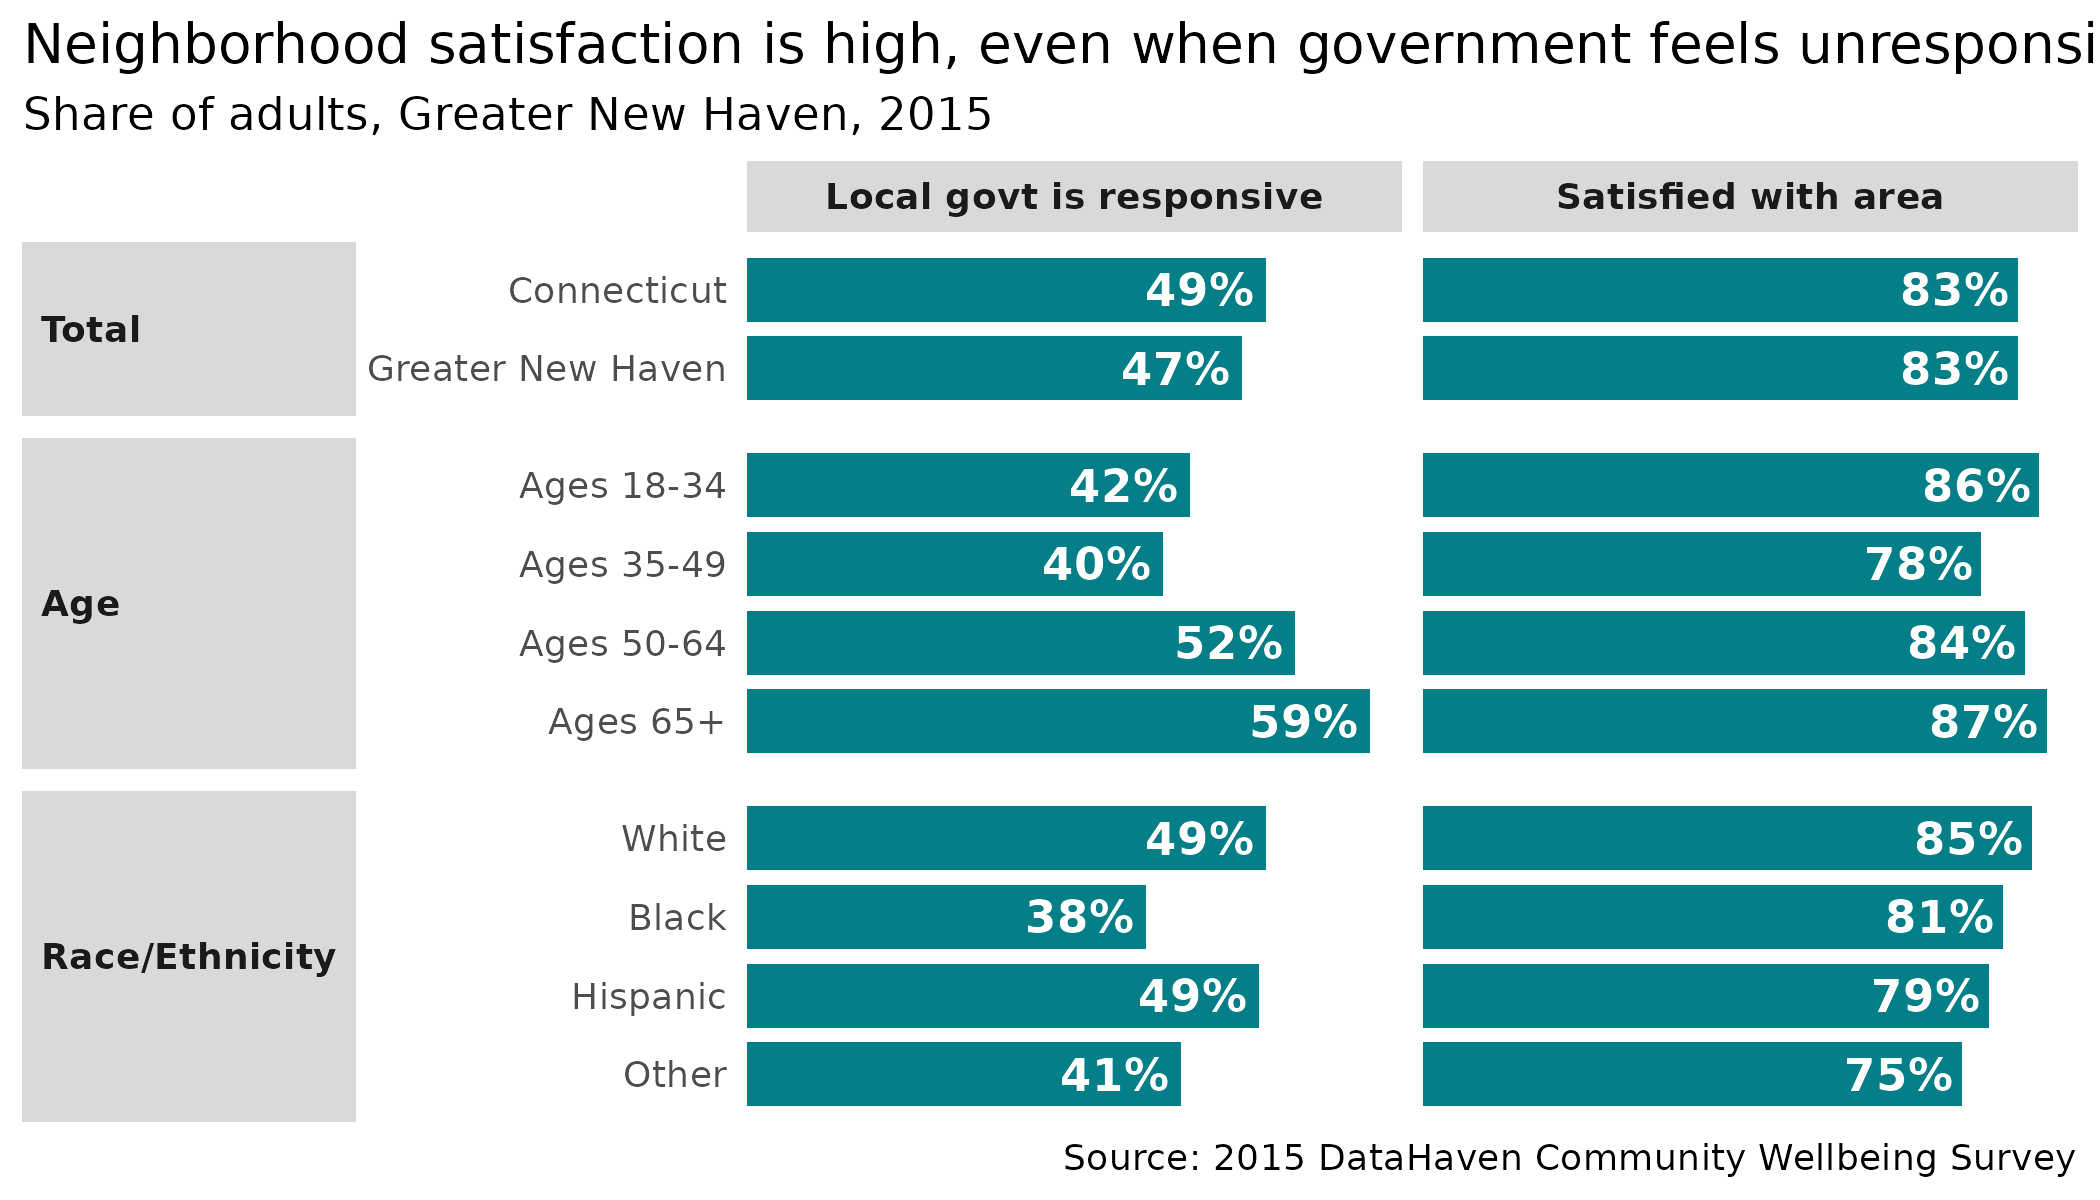 Neighborhood satisfaction is high, even when government feels unresponsi
Share of adults, Greater New Haven, 2015
Local govt is responsive
Satisfied with area
Total
Connecticut 49% 83%
Greater New Haven 47% 83%
Age
Ages 18-34 42% 86%
Ages 35-49 40% 78%
Ages 50-64 52% 84%
Ages 65+ 59% 87%
Race/Ethnicity
White 49% 85%
Black 38% 81%
Hispanic 49% 79%
Other 41% 75%
Source: 2015 DataHaven Community Wellbeing Survey